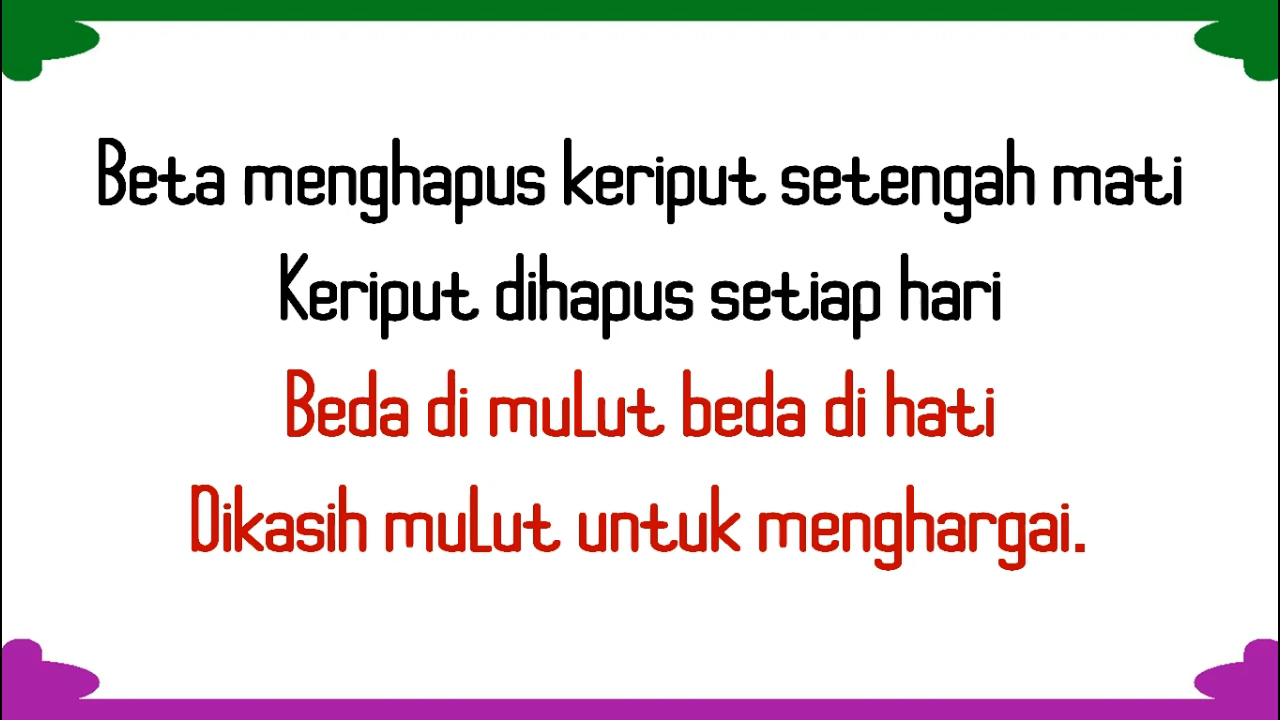 Beta menghapus keriput setengah mati
Keriput dihapus setiap hari
Beda di mulut beda di hati
Dikasih mulut untuk menghargai.